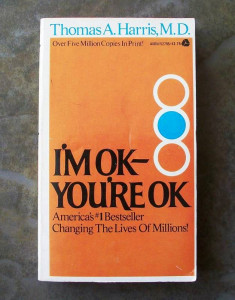 Thomas A. Harris, M.D.
Over Five Million Copies In Print!
I'M OK–
YOU'RE OK
America's #1 Bestseller
Changing The Lives Of Millions!